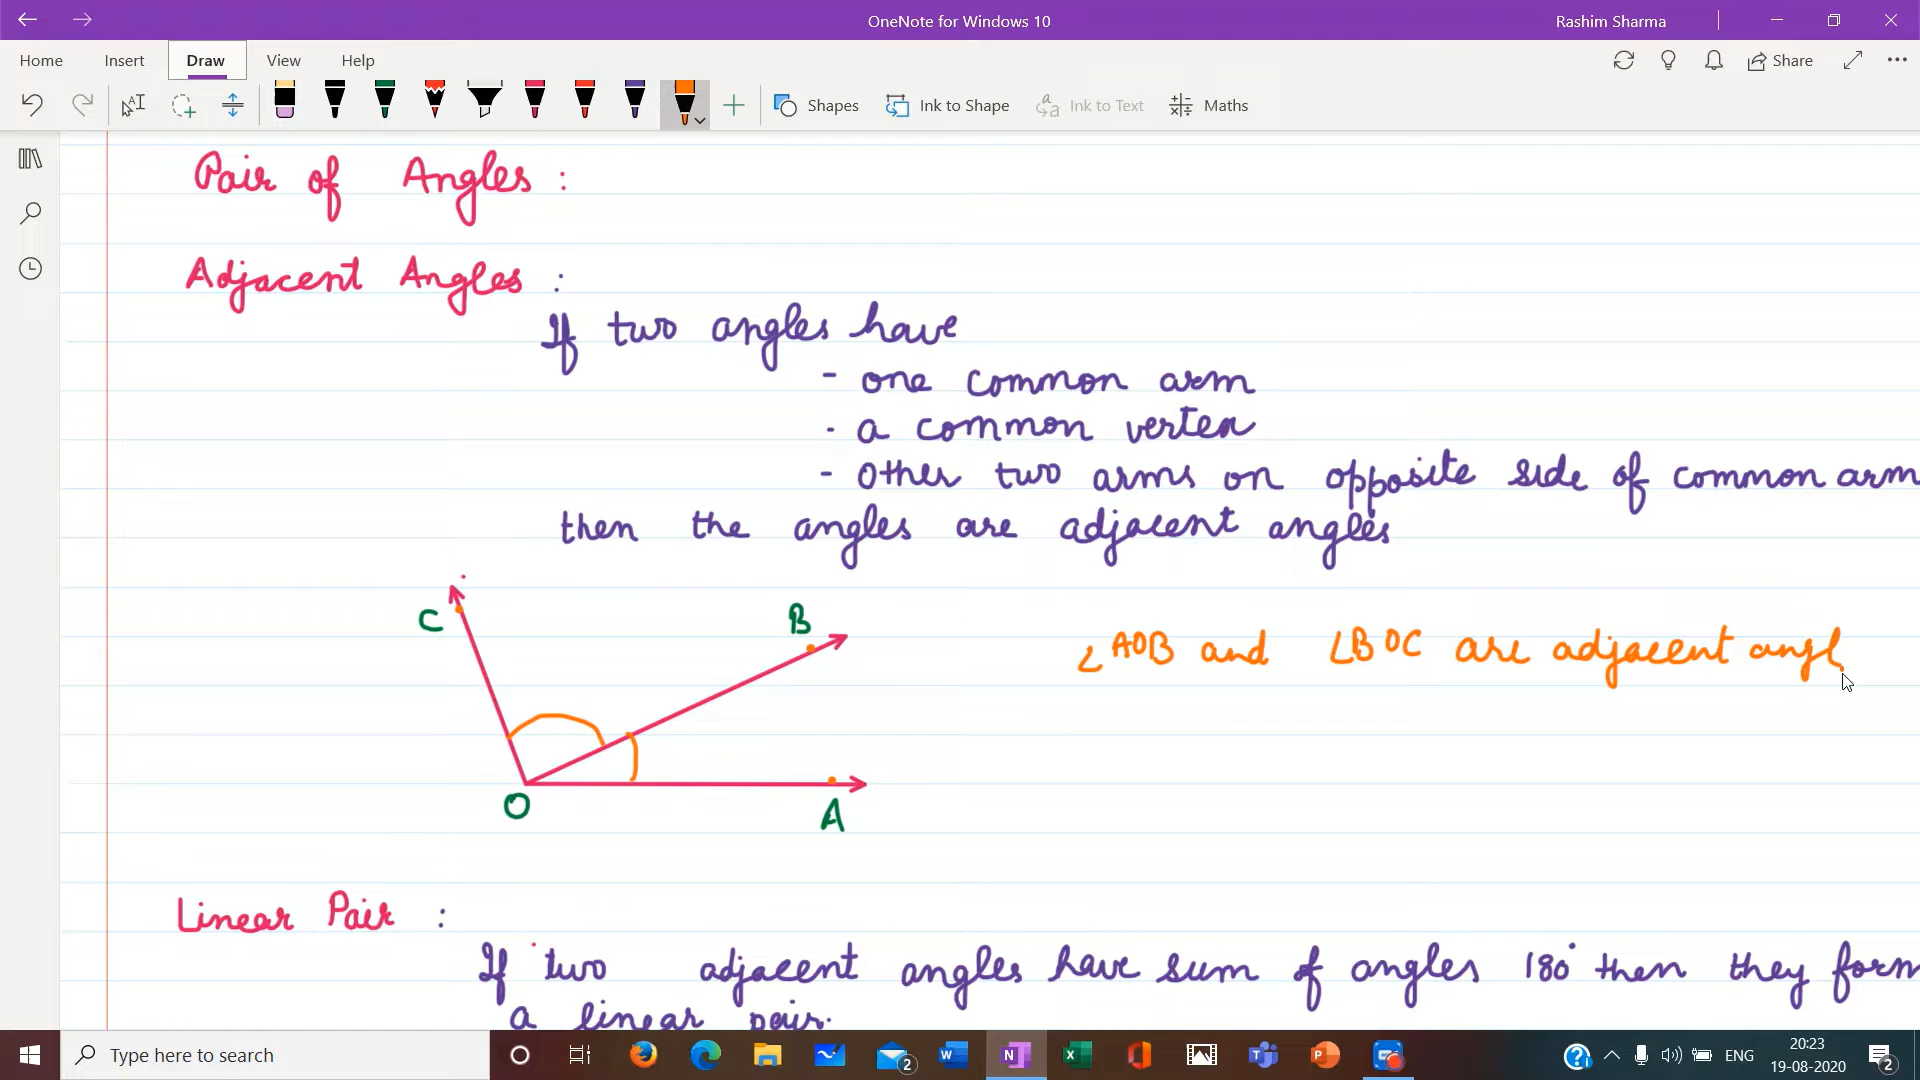 OneNote for Windows 10
Rashim Sharma
Home Insert Draw View Help
Share
Shapes Ink to Shape Ink to Text Maths
Pair of Angles :
Adjacent Angles :
If two angles have
- one common arm
- a common vertex
- Other two arms on opposite side of common arm
then the angles are adjacent angles
C
B
∠AOB and ∠BOC are adjacent angl
O
A
Linear Pair :
If two adjacent angles have sum of angles 180° then they form
a linear pair.
Type here to search
2
ENG
20:23
19-08-2020
2